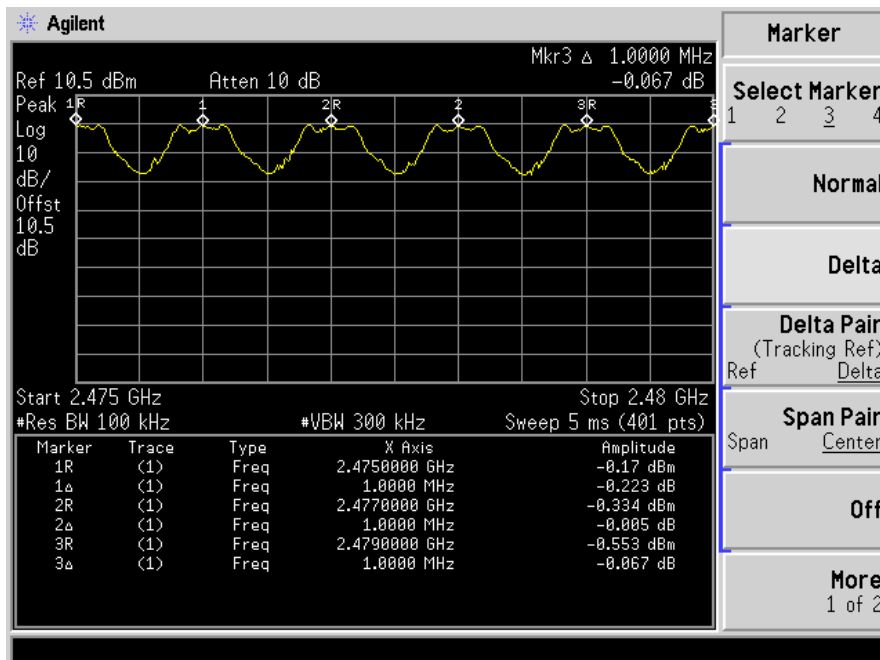 Agilent
Marker
Mkr3 Δ 1.0000 MHz
Ref 10.5 dBm Atten 10 dB -0.067 dB
Peak
Log
10
dB/
Offst
10.5
dB
1R 1 2R 2 3R
Start 2.475 GHz Stop 2.48 GHz
#Res BW 100 kHz #VBW 300 kHz Sweep 5 ms (401 pts)
Marker Trace Type X Axis Amplitude
1R (1) Freq 2.4750000 GHz -0.17 dBm
1Δ (1) Freq 1.0000 MHz -0.223 dB
2R (1) Freq 2.4770000 GHz -0.334 dBm
2Δ (1) Freq 1.0000 MHz -0.005 dB
3R (1) Freq 2.4790000 GHz -0.553 dBm
3Δ (1) Freq 1.0000 MHz -0.067 dB
Select Marker
1 2 3 4
Normal
Delta
Delta Pair
(Tracking Ref)
Ref Delta
Span Pair
Span Center
Off
More
1 of 2